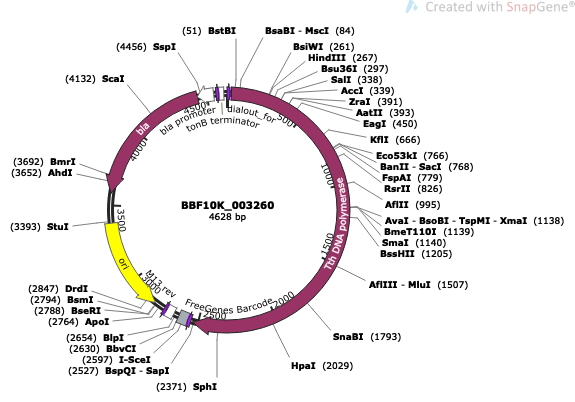 Created with SnapGene®
(51) BstBI
BsaBI - MscI (84)
(4456) SspI
BsiWI (261)
HindIII (267)
Bsu36I (297)
(4132) ScaI
SalI (338)
AccI (339)
ZraI (391)
AatII (393)
EagI (450)
KflI (666)
Eco53kI (766)
BanII - SacI (768)
FspAI (779)
RsrII (826)
AflII (995)
AvaI - BsoBI - TspMI - XmaI (1138)
BmeT110I (1139)
SmaI (1140)
BssHII (1205)
AflIII - MluI (1507)
SnaBI (1793)
HpaI (2029)
(2371) SphI
(2527) BspQI - SapI
(2597) I-SceI
(2630) BbvCI
(2654) BlpI
(2764) ApoI
(2788) BseRI
(2794) BsmI
(2847) DrdI
(3393) StuI
(3652) AhdI
(3692) BmrI
bla
bla promoter
tonB terminator
dialout_for
Tth DNA polymerase
FreeGenes Barcode
M13 rev
ori
500
1000
1500
2000
2500
3000
3500
4000
4500
BBF10K_003260
4628 bp